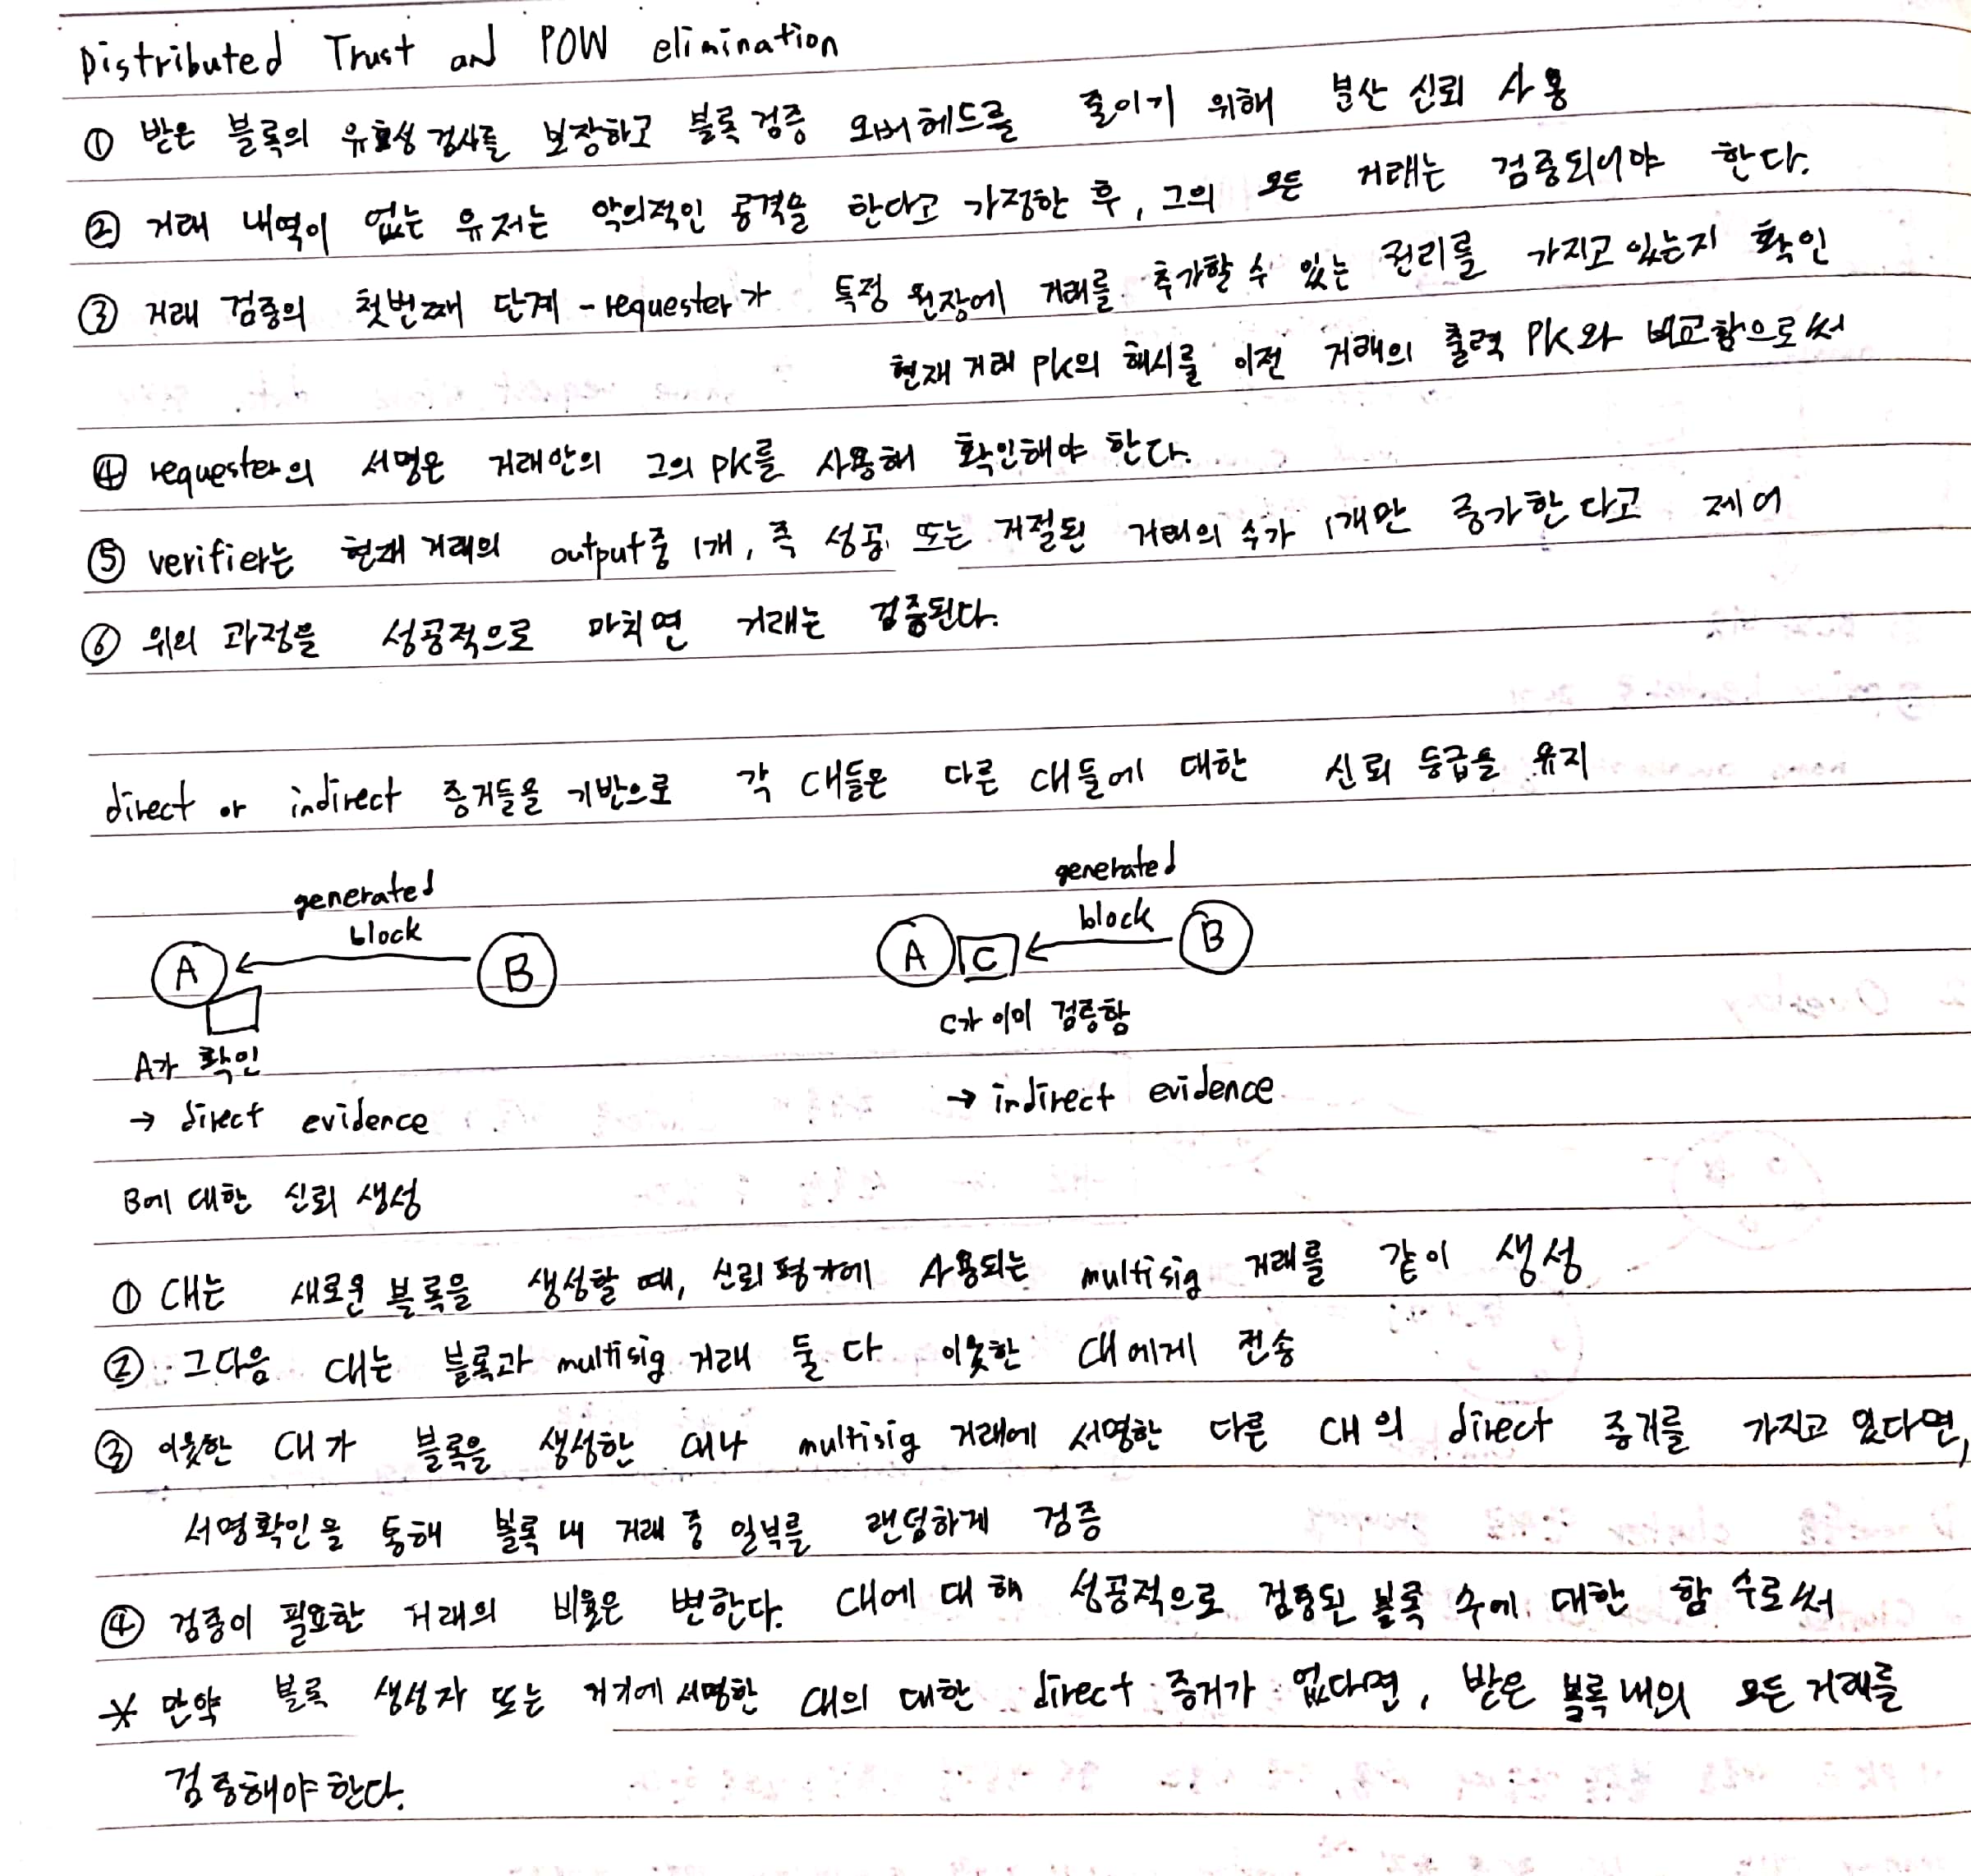 Distributed Trust and POW elimination
① 받은 블록의 유효성 검사를 보장하고 블록 검증 오버헤드를 줄이기 위해 분산 신뢰 사용
② 거래 내역이 없는 유저는 악의적인 공격을 한다고 가정한 후, 그의 모든 거래는 검증되어야 한다.
③ 거래 검증의 첫번째 단계 - requester가 특정 원장에 거래를 추가할 수 있는 권리를 가지고 있는지 확인
현재 거래 PK의 해시를 이전 거래의 출력 PK와 비교함으로써
④ requester의 서명은 거래안의 그의 PK를 사용해 확인해야 한다.
⑤ verifier는 현재 거래의 output중 1개, 즉 성공 또는 거절된 거래의 수가 1개만 증가한다고 제어
⑥ 위의 과정을 성공적으로 마치면 거래는 검증된다.
direct or indirect 증거들을 기반으로 각 CH들은 다른 CH들에 대한 신뢰 등급을 유지
generated
block
A B
A가 확인
→ direct evidence
generated
block
A C B
C가 이미 검증함
→ indirect evidence
B에 대한 신뢰 생성
① CH는 새로운 블록을 생성할 때, 신뢰 평가에 사용되는 multisig 거래를 같이 생성
② 그다음 CH는 블록과 multisig 거래 둘 다 이웃한 CH에게 전송
③ 이웃한 CH가 블록을 생성한 CH나 multisig 거래에 서명한 다른 CH의 direct 증거를 가지고 있다면,
서명확인을 통해 블록 내 거래 중 일부를 랜덤하게 검증
④ 검증이 필요한 거래의 비율은 변한다. CH에 대해 성공적으로 검증된 블록 수에 대한 함수로써
* 만약 블록 생성자 또는 거기에 서명한 CH의 대한 direct 증거가 없다면, 받은 블록 내의 모든 거래를
검증해야 한다.